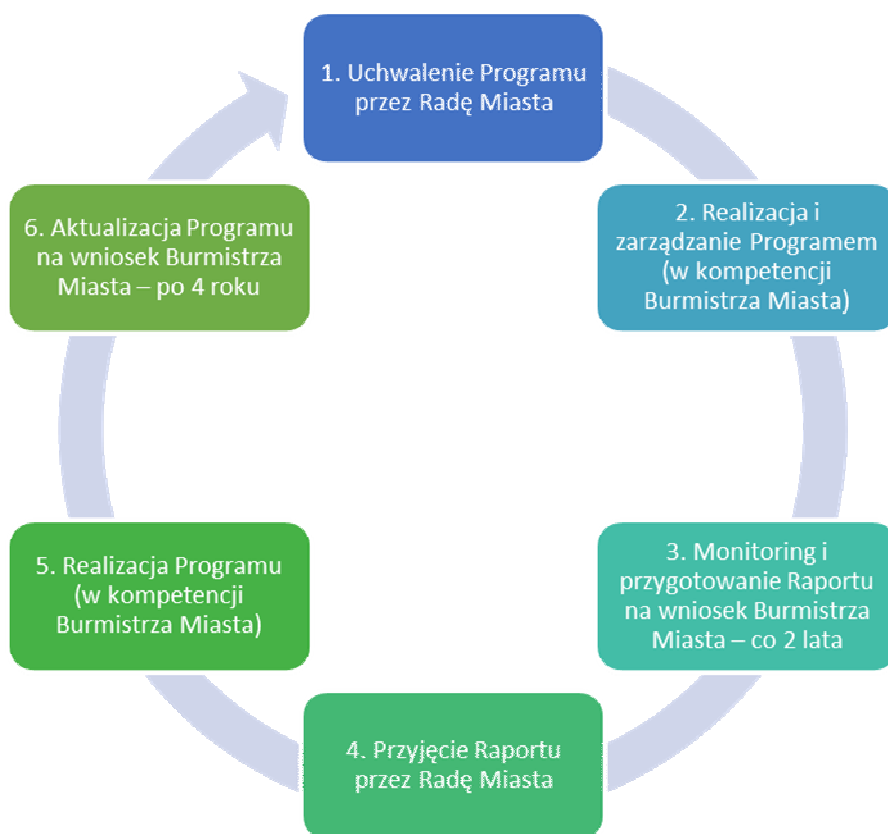 1. Uchwalenie Programu
przez Radę Miasta
2. Realizacja i
zarządzanie Programem
(w kompetencji
Burmistrza Miasta)
3. Monitoring i
przygotowanie Raportu
na wniosek Burmistrza
Miasta – co 2 lata
4. Przyjęcie Raportu
przez Radę Miasta
5. Realizacja Programu
(w kompetencji
Burmistrza Miasta)
6. Aktualizacja Programu
na wniosek Burmistrza
Miasta – po 4 roku